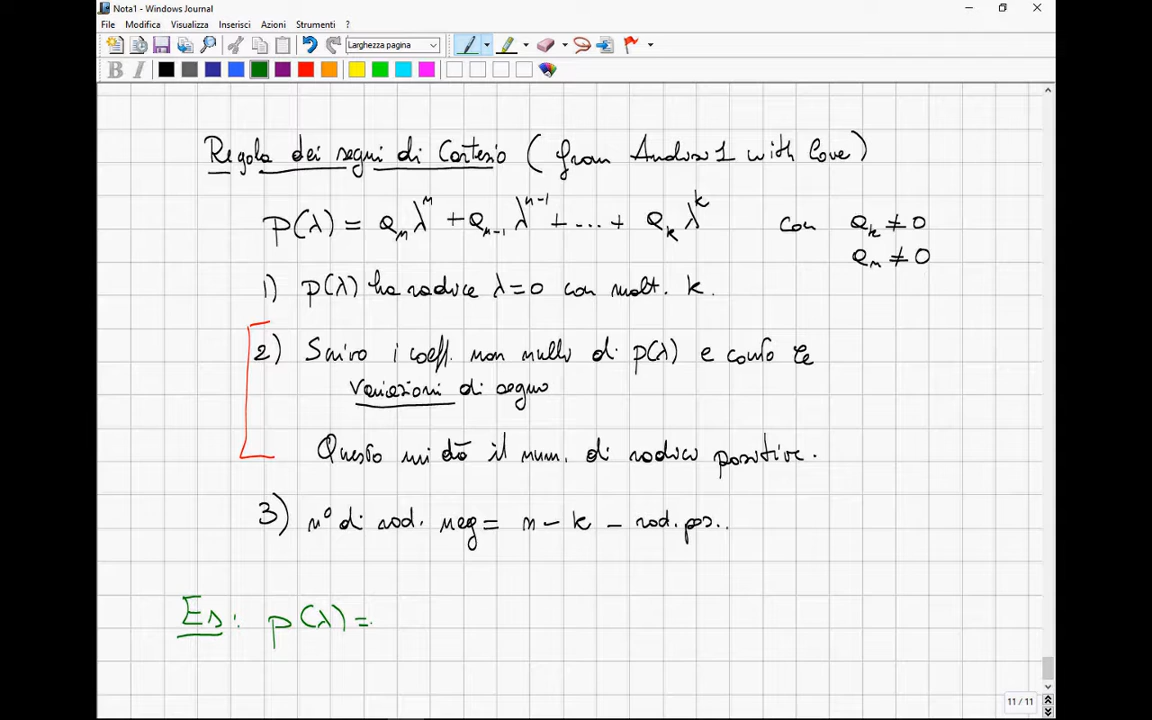 Nota1 - Windows Journal
File Modifica Visualizza Inserisci Azioni Strumenti ?
Larghezza pagina
B I
Regola dei segni di Cartesio ( from Andrea 1 with love )
p(λ) = a_n λ^n + a_{n-1} λ^{n-1} + ... + a_k λ^k con a_k ≠ 0
a_n ≠ 0
1) p(λ) ha radice λ=0 con molt. k.
2) Scrivo i coeff. non nulli di p(λ) e conto le
variazioni di segno
Questo mi dà il num. di radici positive.
3) n° di rad. neg = n - k - rad. pos..
Es: p(λ) =
11 / 11